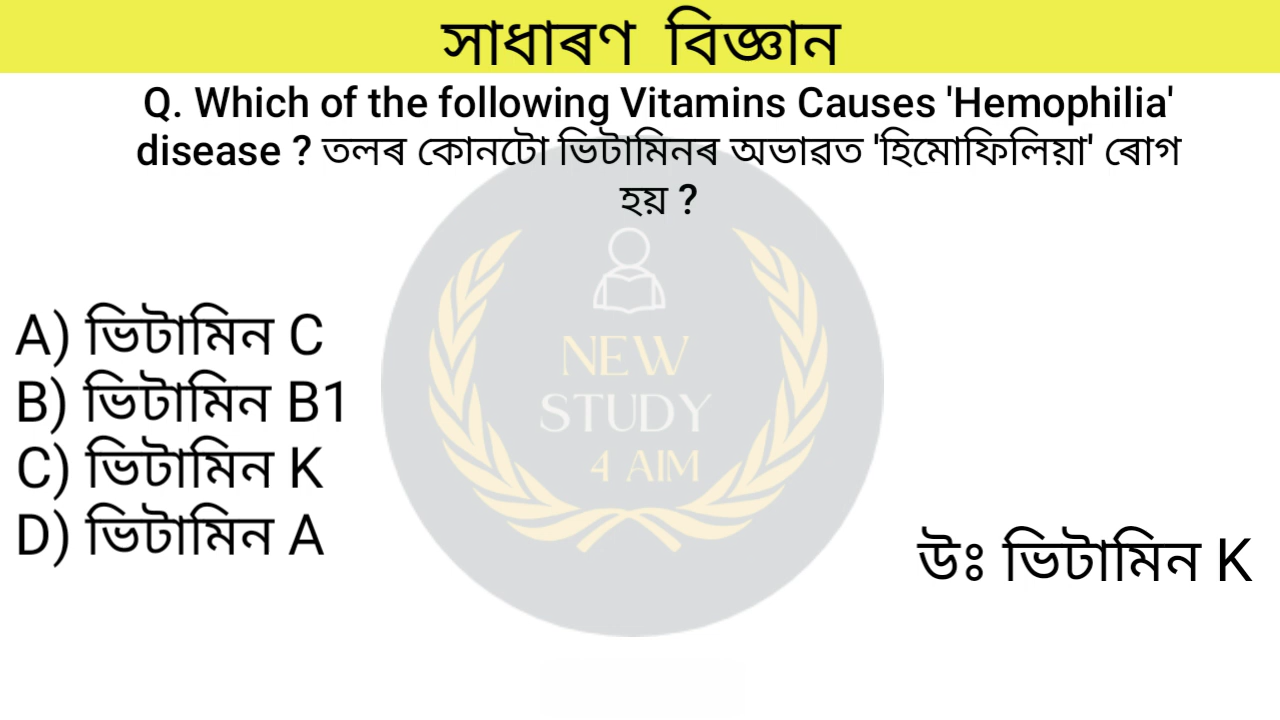 সাধাৰণ বিজ্ঞান
Q. Which of the following Vitamins Causes 'Hemophilia'
disease ? তলৰ কোনটো ভিটামিনৰ অভাৱত 'হিমোফিলিয়া' ৰোগ
হয় ?
A) ভিটামিন C
B) ভিটামিন B1
C) ভিটামিন K
D) ভিটামিন A
NEW
STUDY
4 AIM
উঃ ভিটামিন K